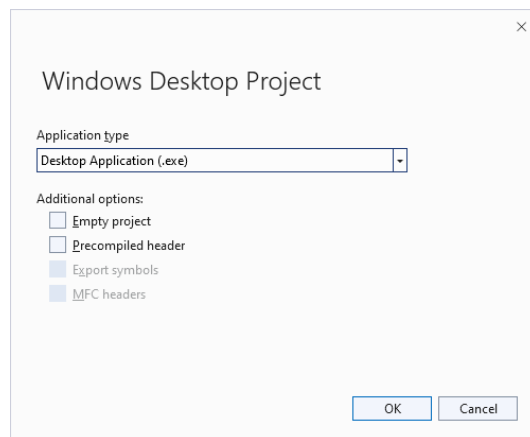 Windows Desktop Project
Application type
Desktop Application (.exe)
Additional options:
Empty project
Precompiled header
Export symbols
MFC headers
OK Cancel